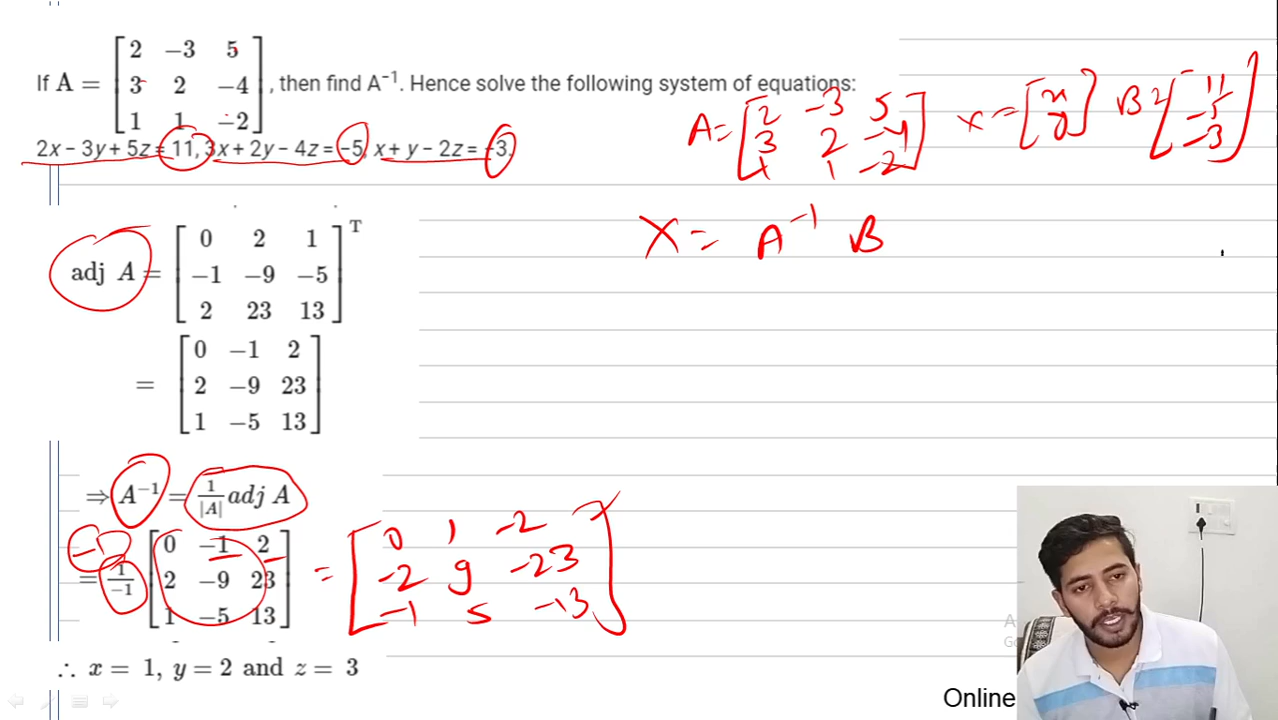 If A = [2 −3 5
3 2 −4
1 1 −2], then find A⁻¹. Hence solve the following system of equations:
2x − 3y + 5z = 11, 3x + 2y − 4z = −5, x + y − 2z = −3.
A = [2 -3 5
3 2 -4
1 1 -2]
X = [x
y]
B = [11
-5
-3]
X = A⁻¹ B
adj A = [0 2 1
−1 −9 −5
2 23 13]ᵀ
= [0 −1 2
2 −9 23
1 −5 13]
⇒ A⁻¹ = 1/|A| adj A
= 1/−1 [0 −1 2
2 −9 23
1 −5 13]
= [0 1 -2
-2 9 -23
-1 5 -13]
∴ x = 1, y = 2 and z = 3
Online